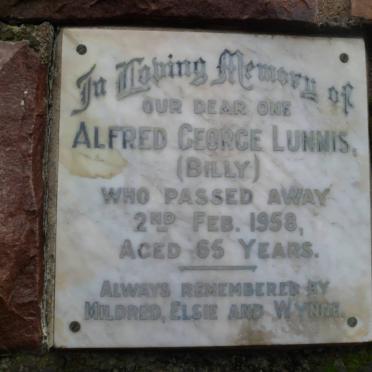 In Loving Memory of
OUR DEAR ONE
ALFRED GEORGE LUNNIS,
(BILLY)
WHO PASSED AWAY
2ND FEB. 1958,
AGED 65 YEARS.
ALWAYS REMEMBERED BY
MILDRED, ELSIE AND WYNNE.